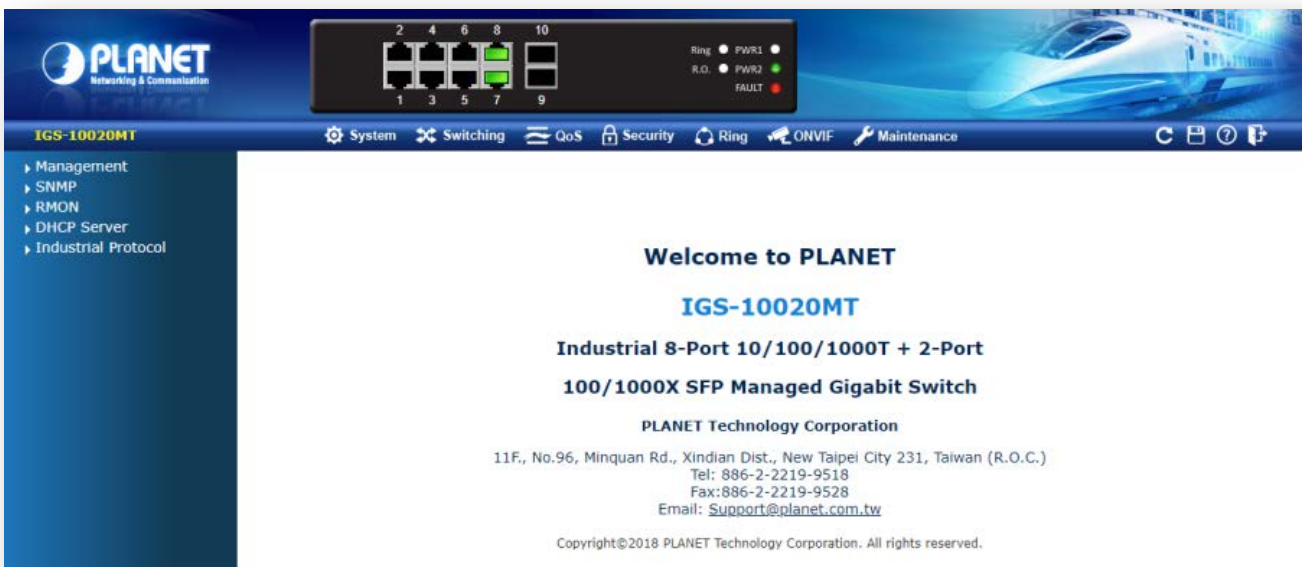 2 4 6 8 10
PLANET
Networking & Communication
Ring PWR1
R.O. PWR2
FAULT
1 3 5 7 9
IGS-10020MT
System Switching QoS Security Ring ONVIF Maintenance
Management
SNMP
RMON
DHCP Server
Industrial Protocol
Welcome to PLANET
IGS-10020MT
Industrial 8-Port 10/100/1000T + 2-Port
100/1000X SFP Managed Gigabit Switch
PLANET Technology Corporation
11F., No.96, Minquan Rd., Xindian Dist., New Taipei City 231, Taiwan (R.O.C.)
Tel: 886-2-2219-9518
Fax:886-2-2219-9528
Email: Support@planet.com.tw
Copyright©2018 PLANET Technology Corporation. All rights reserved.